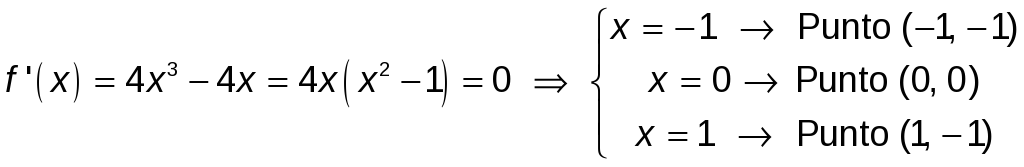 x = −1 → Punto (−1, −1)
f '( x ) = 4x³ − 4x = 4x( x² − 1) = 0 ⇒ { x = 0 → Punto (0, 0)
x = 1 → Punto (1, −1)